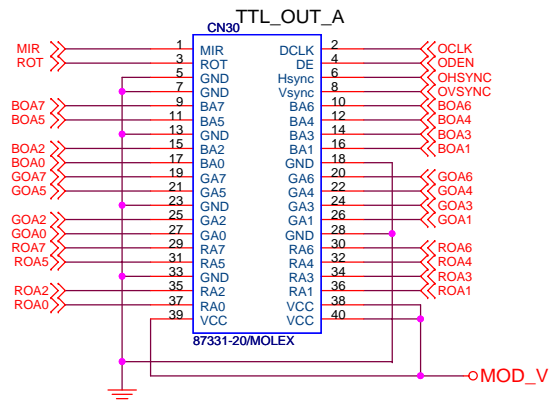 TTL_OUT_A
CN30
MIR 1 MIR DCLK 2 OCLK
ROT 3 ROT DE 4 ODEN
5 GND Hsync 6 OHSYNC
7 GND Vsync 8 OVSYNC
BOA7 9 BA7 BA6 10 BOA6
BOA5 11 BA5 BA4 12 BOA4
13 GND BA3 14 BOA3
BOA2 15 BA2 BA1 16 BOA1
BOA0 17 BA0 GND 18
GOA7 19 GA7 GA6 20 GOA6
GOA5 21 GA5 GA4 22 GOA4
23 GND GA3 24 GOA3
GOA2 25 GA2 GA1 26 GOA1
GOA0 27 GA0 GND 28
ROA7 29 RA7 RA6 30 ROA6
ROA5 31 RA5 RA4 32 ROA4
33 GND RA3 34 ROA3
ROA2 35 RA2 RA1 36 ROA1
ROA0 37 RA0 VCC 38
39 VCC VCC 40
87331-20/MOLEX
MOD_V